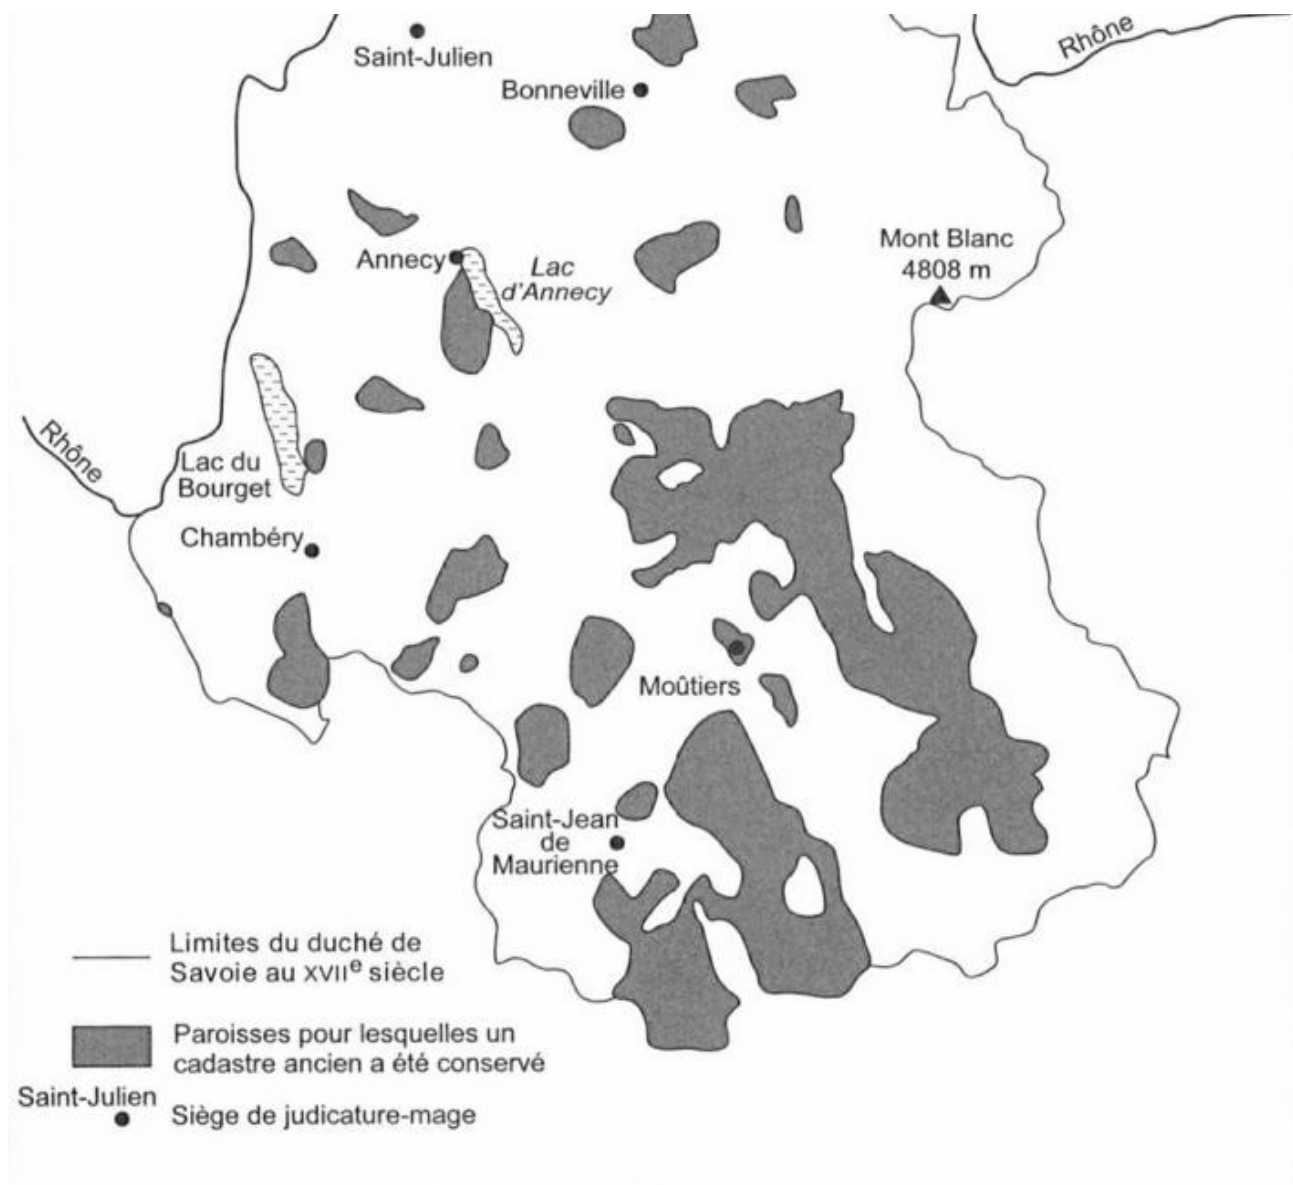 Saint-Julien
Rhône
Bonneville
Mont Blanc
4808 m
Annecy
Lac
d'Annecy
Rhône
Lac du
Bourget
Chambéry
Moûtiers
Saint-Jean
de
Maurienne
Limites du duché de
Savoie au XVIIe siècle
Paroisses pour lesquelles un
cadastre ancien a été conservé
Saint-Julien
Siège de judicature-mage